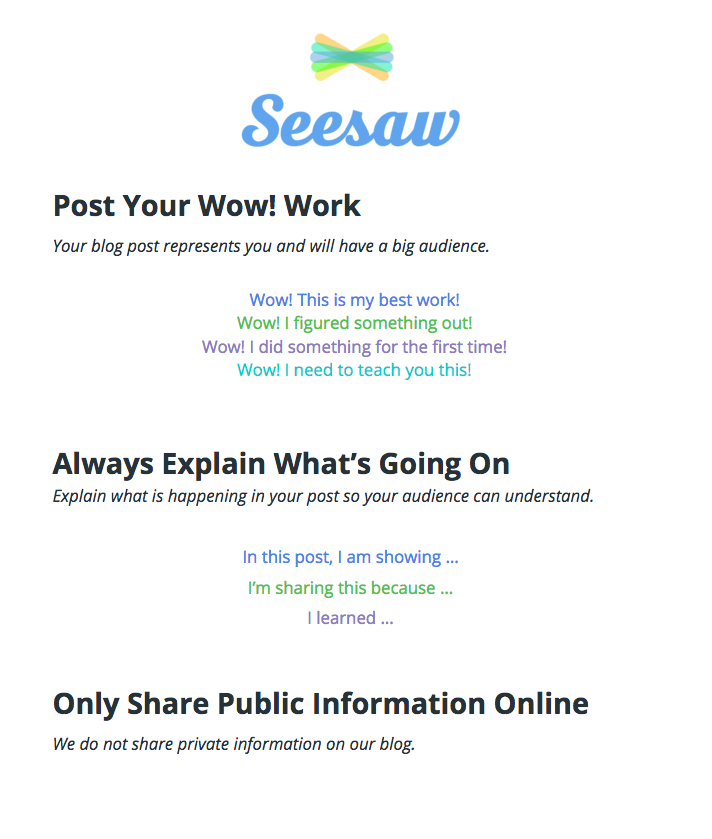 Seesaw
Post Your Wow! Work
Your blog post represents you and will have a big audience.
Wow! This is my best work!
Wow! I figured something out!
Wow! I did something for the first time!
Wow! I need to teach you this!
Always Explain What’s Going On
Explain what is happening in your post so your audience can understand.
In this post, I am showing ...
I’m sharing this because ...
I learned ...
Only Share Public Information Online
We do not share private information on our blog.